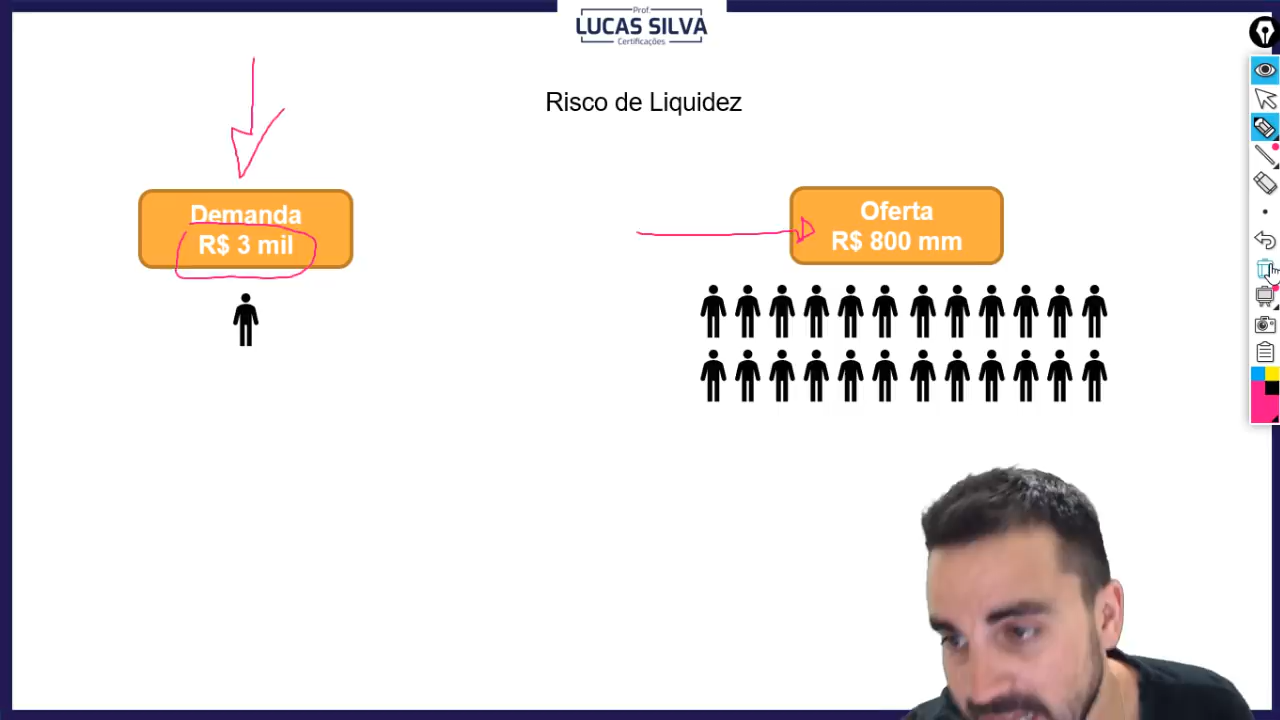 Prof.
LUCAS SILVA
Certificações
Risco de Liquidez
Demanda
R$ 3 mil
Oferta
R$ 800 mm